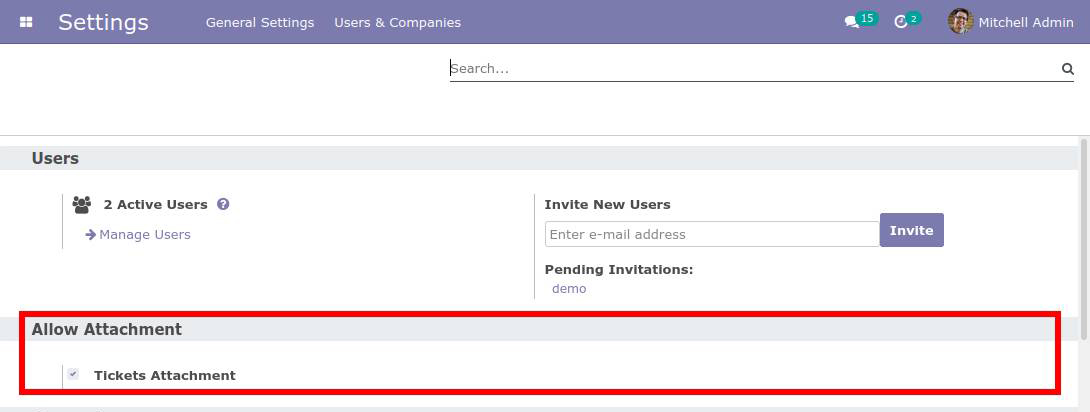 Settings General Settings Users & Companies 15 2 Mitchell Admin
Search...
Users
2 Active Users ? Invite New Users
Manage Users Enter e-mail address Invite
Pending Invitations:
demo
Allow Attachment
Tickets Attachment